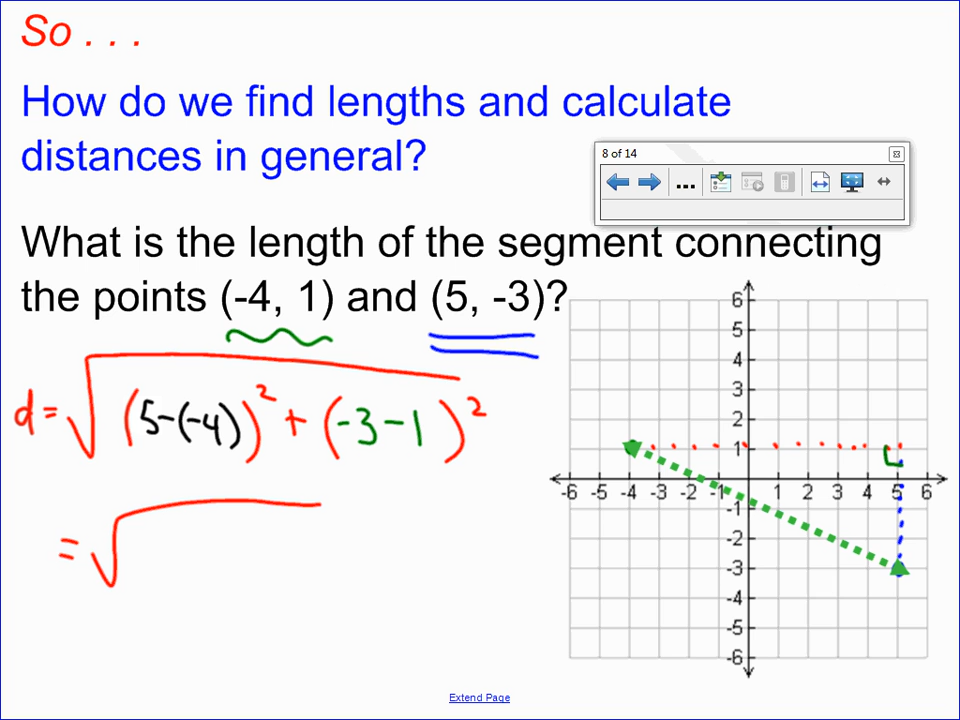 So . . .
How do we find lengths and calculate
distances in general?
8 of 14
What is the length of the segment connecting
the points (-4, 1) and (5, -3)?
d = √(5-(-4))² + (-3-1)²
= √
6
5
4
3
2
1
-6 -5 -4 -3 -2 -1 1 2 3 4 5 6
-1
-2
-3
-4
-5
-6
Extend Page